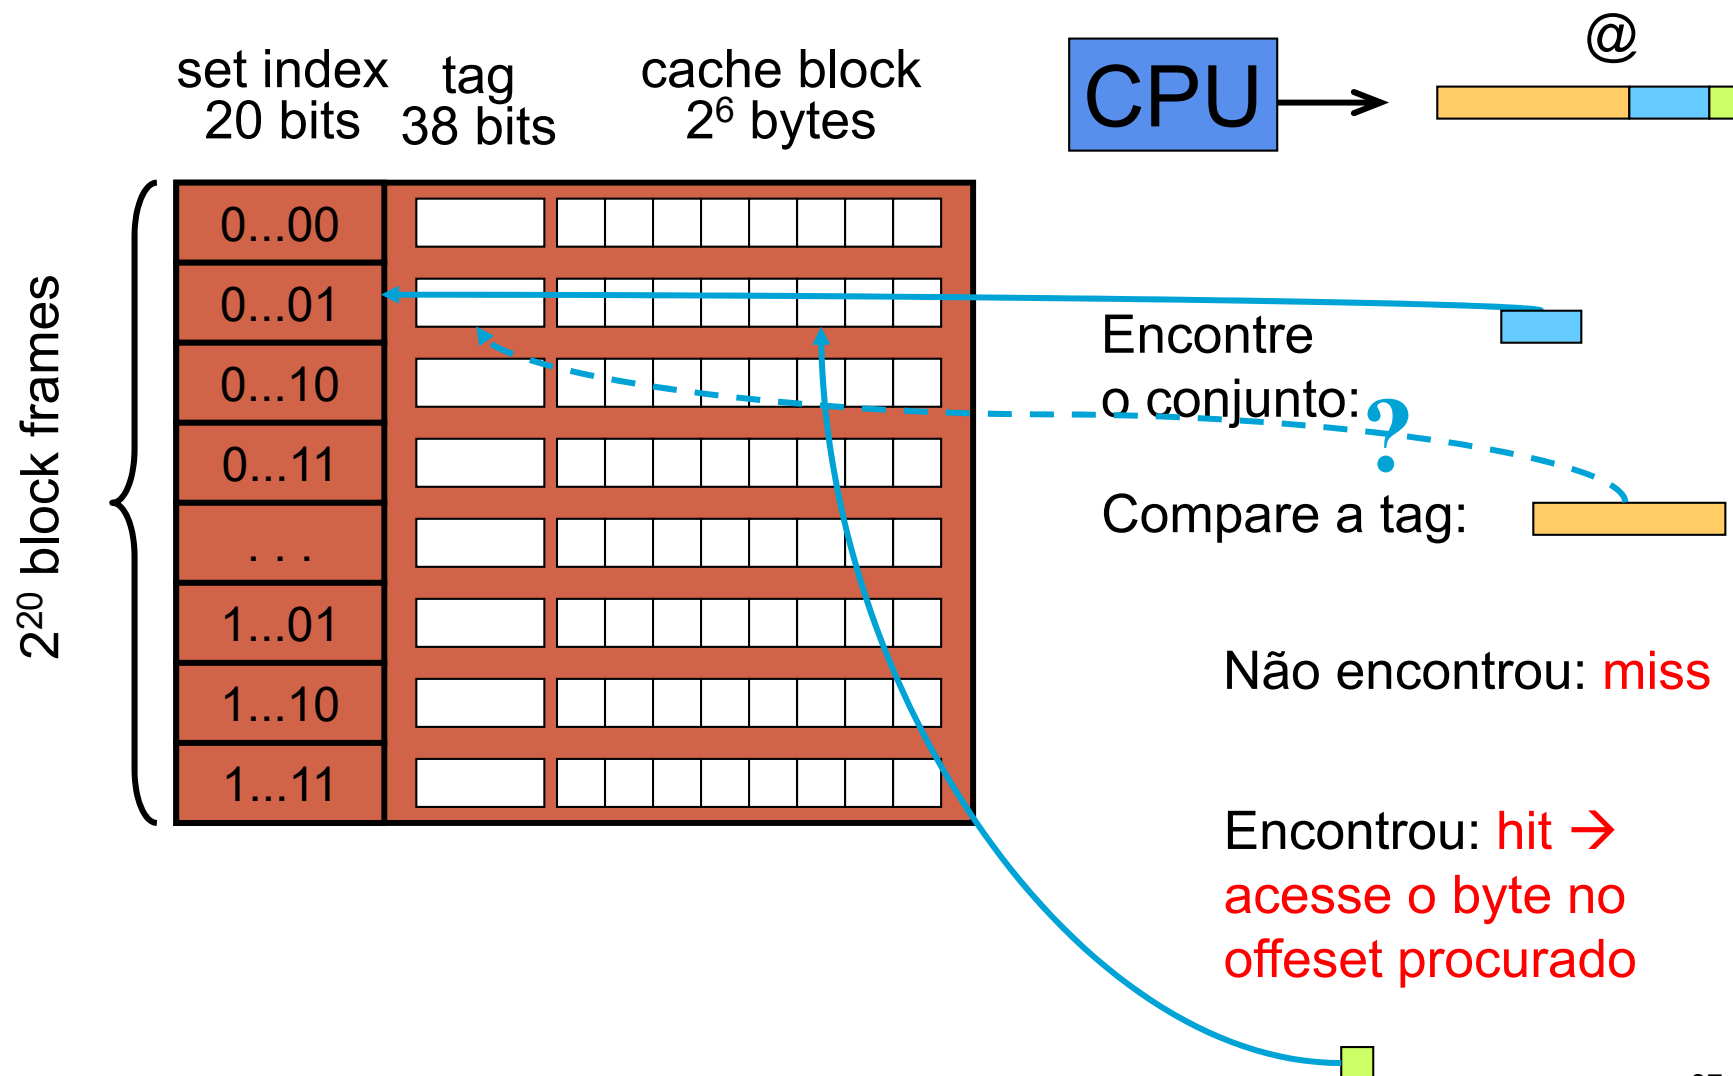 @
CPU
set index
20 bits
tag
38 bits
cache block
2⁶ bytes
2²⁰ block frames
0...00
0...01
0...10
0...11
. . .
1...01
1...10
1...11
Encontre
o conjunto:
?
Compare a tag:
Não encontrou: miss
Encontrou: hit →
acesse o byte no
offeset procurado